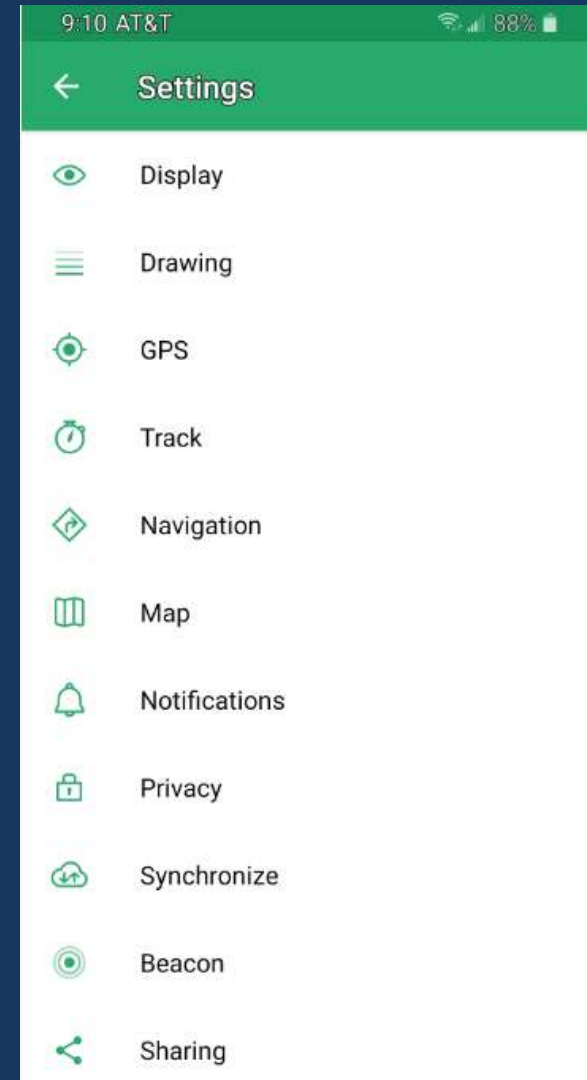 9:10 AT&T 88%
Settings
Display
Drawing
GPS
Track
Navigation
Map
Notifications
Privacy
Synchronize
Beacon
Sharing